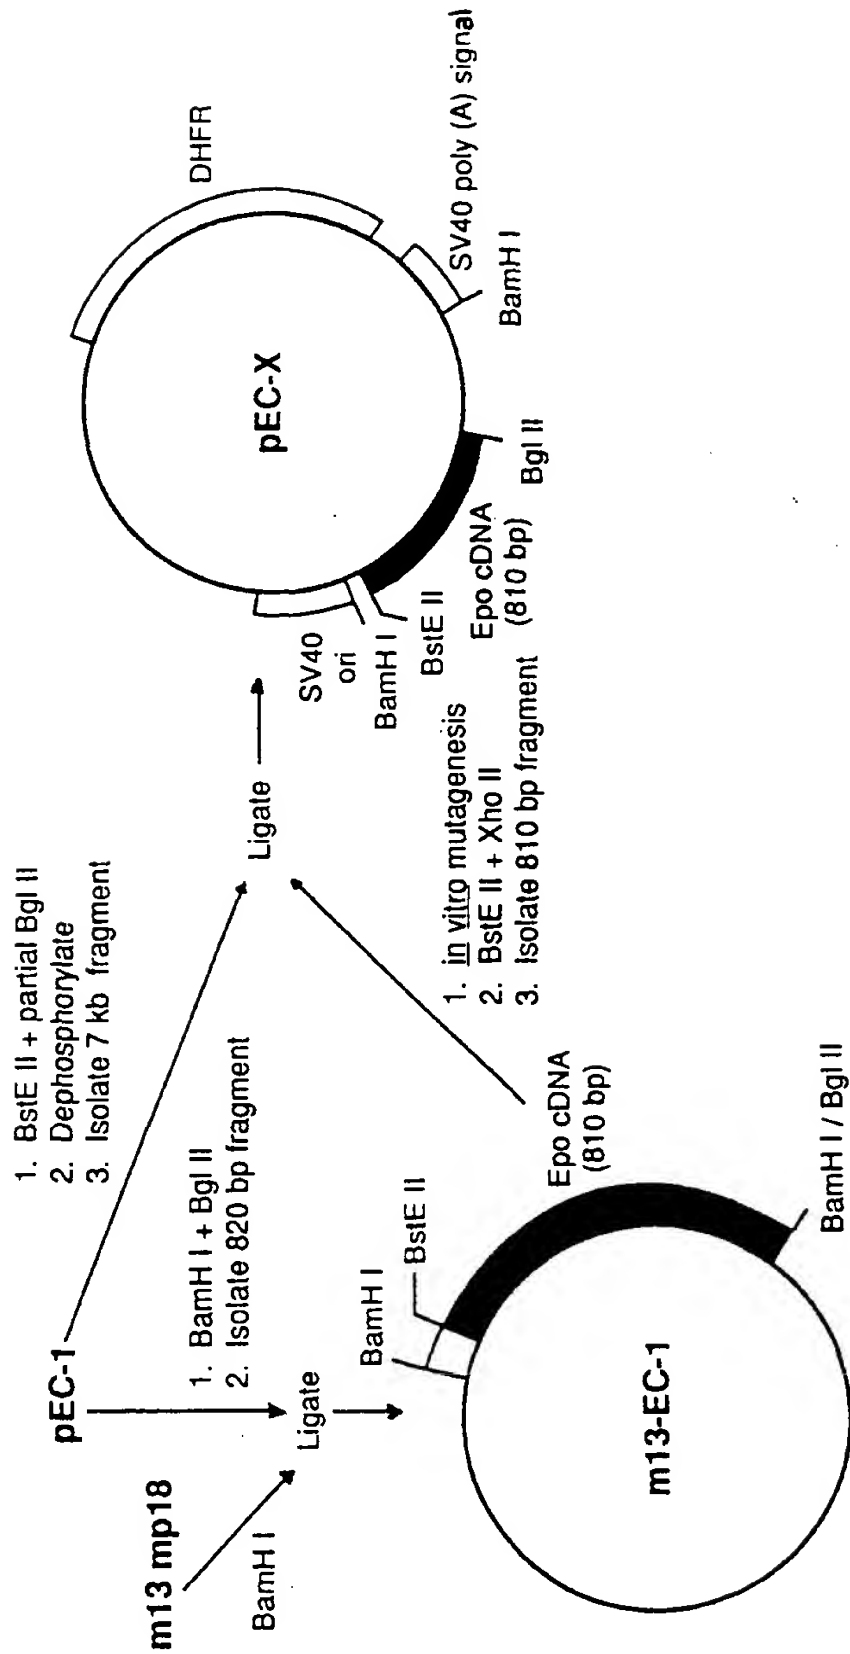 m13 mp18
BamH I
pEC-1
1. BstE II + partial Bgl II
2. Dephosphorylate
3. Isolate 7 kb fragment
1. BamH I + Bgl II
2. Isolate 820 bp fragment
Ligate
BamH I
BstE II
Epo cDNA
(810 bp)
BamH I / Bgl II
m13-EC-1
1. in vitro mutagenesis
2. BstE II + Xho II
3. Isolate 810 bp fragment
Ligate
pEC-X
DHFR
SV40 poly (A) signal
BamH I
Bgl II
Epo cDNA
(810 bp)
BstE II
BamH I
SV40
ori